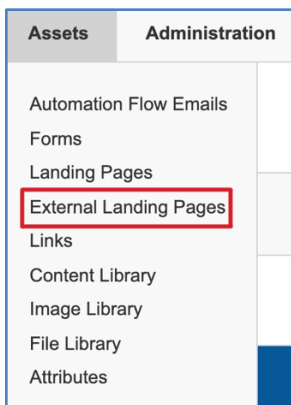 Assets Administration
Automation Flow Emails
Forms
Landing Pages
External Landing Pages
Links
Content Library
Image Library
File Library
Attributes